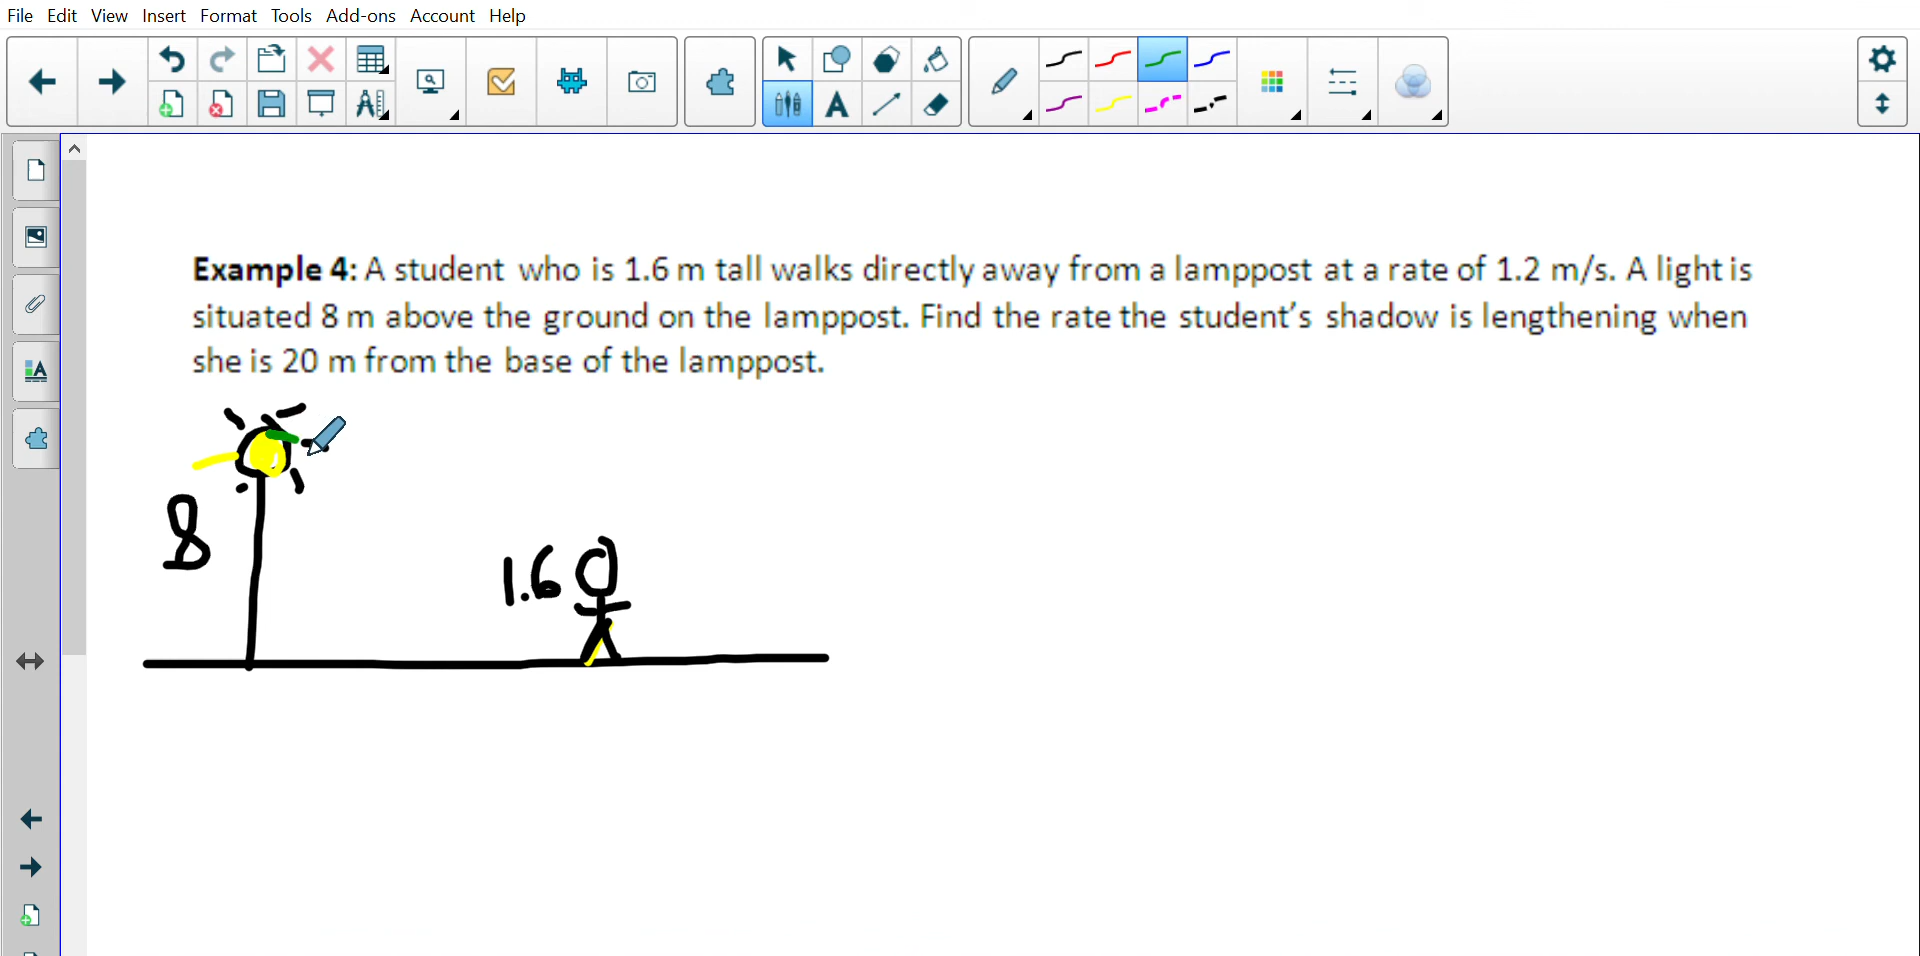 File Edit View Insert Format Tools Add-ons Account Help
Example 4: A student who is 1.6 m tall walks directly away from a lamppost at a rate of 1.2 m/s. A light is
situated 8 m above the ground on the lamppost. Find the rate the student's shadow is lengthening when
she is 20 m from the base of the lamppost.
8
1.6